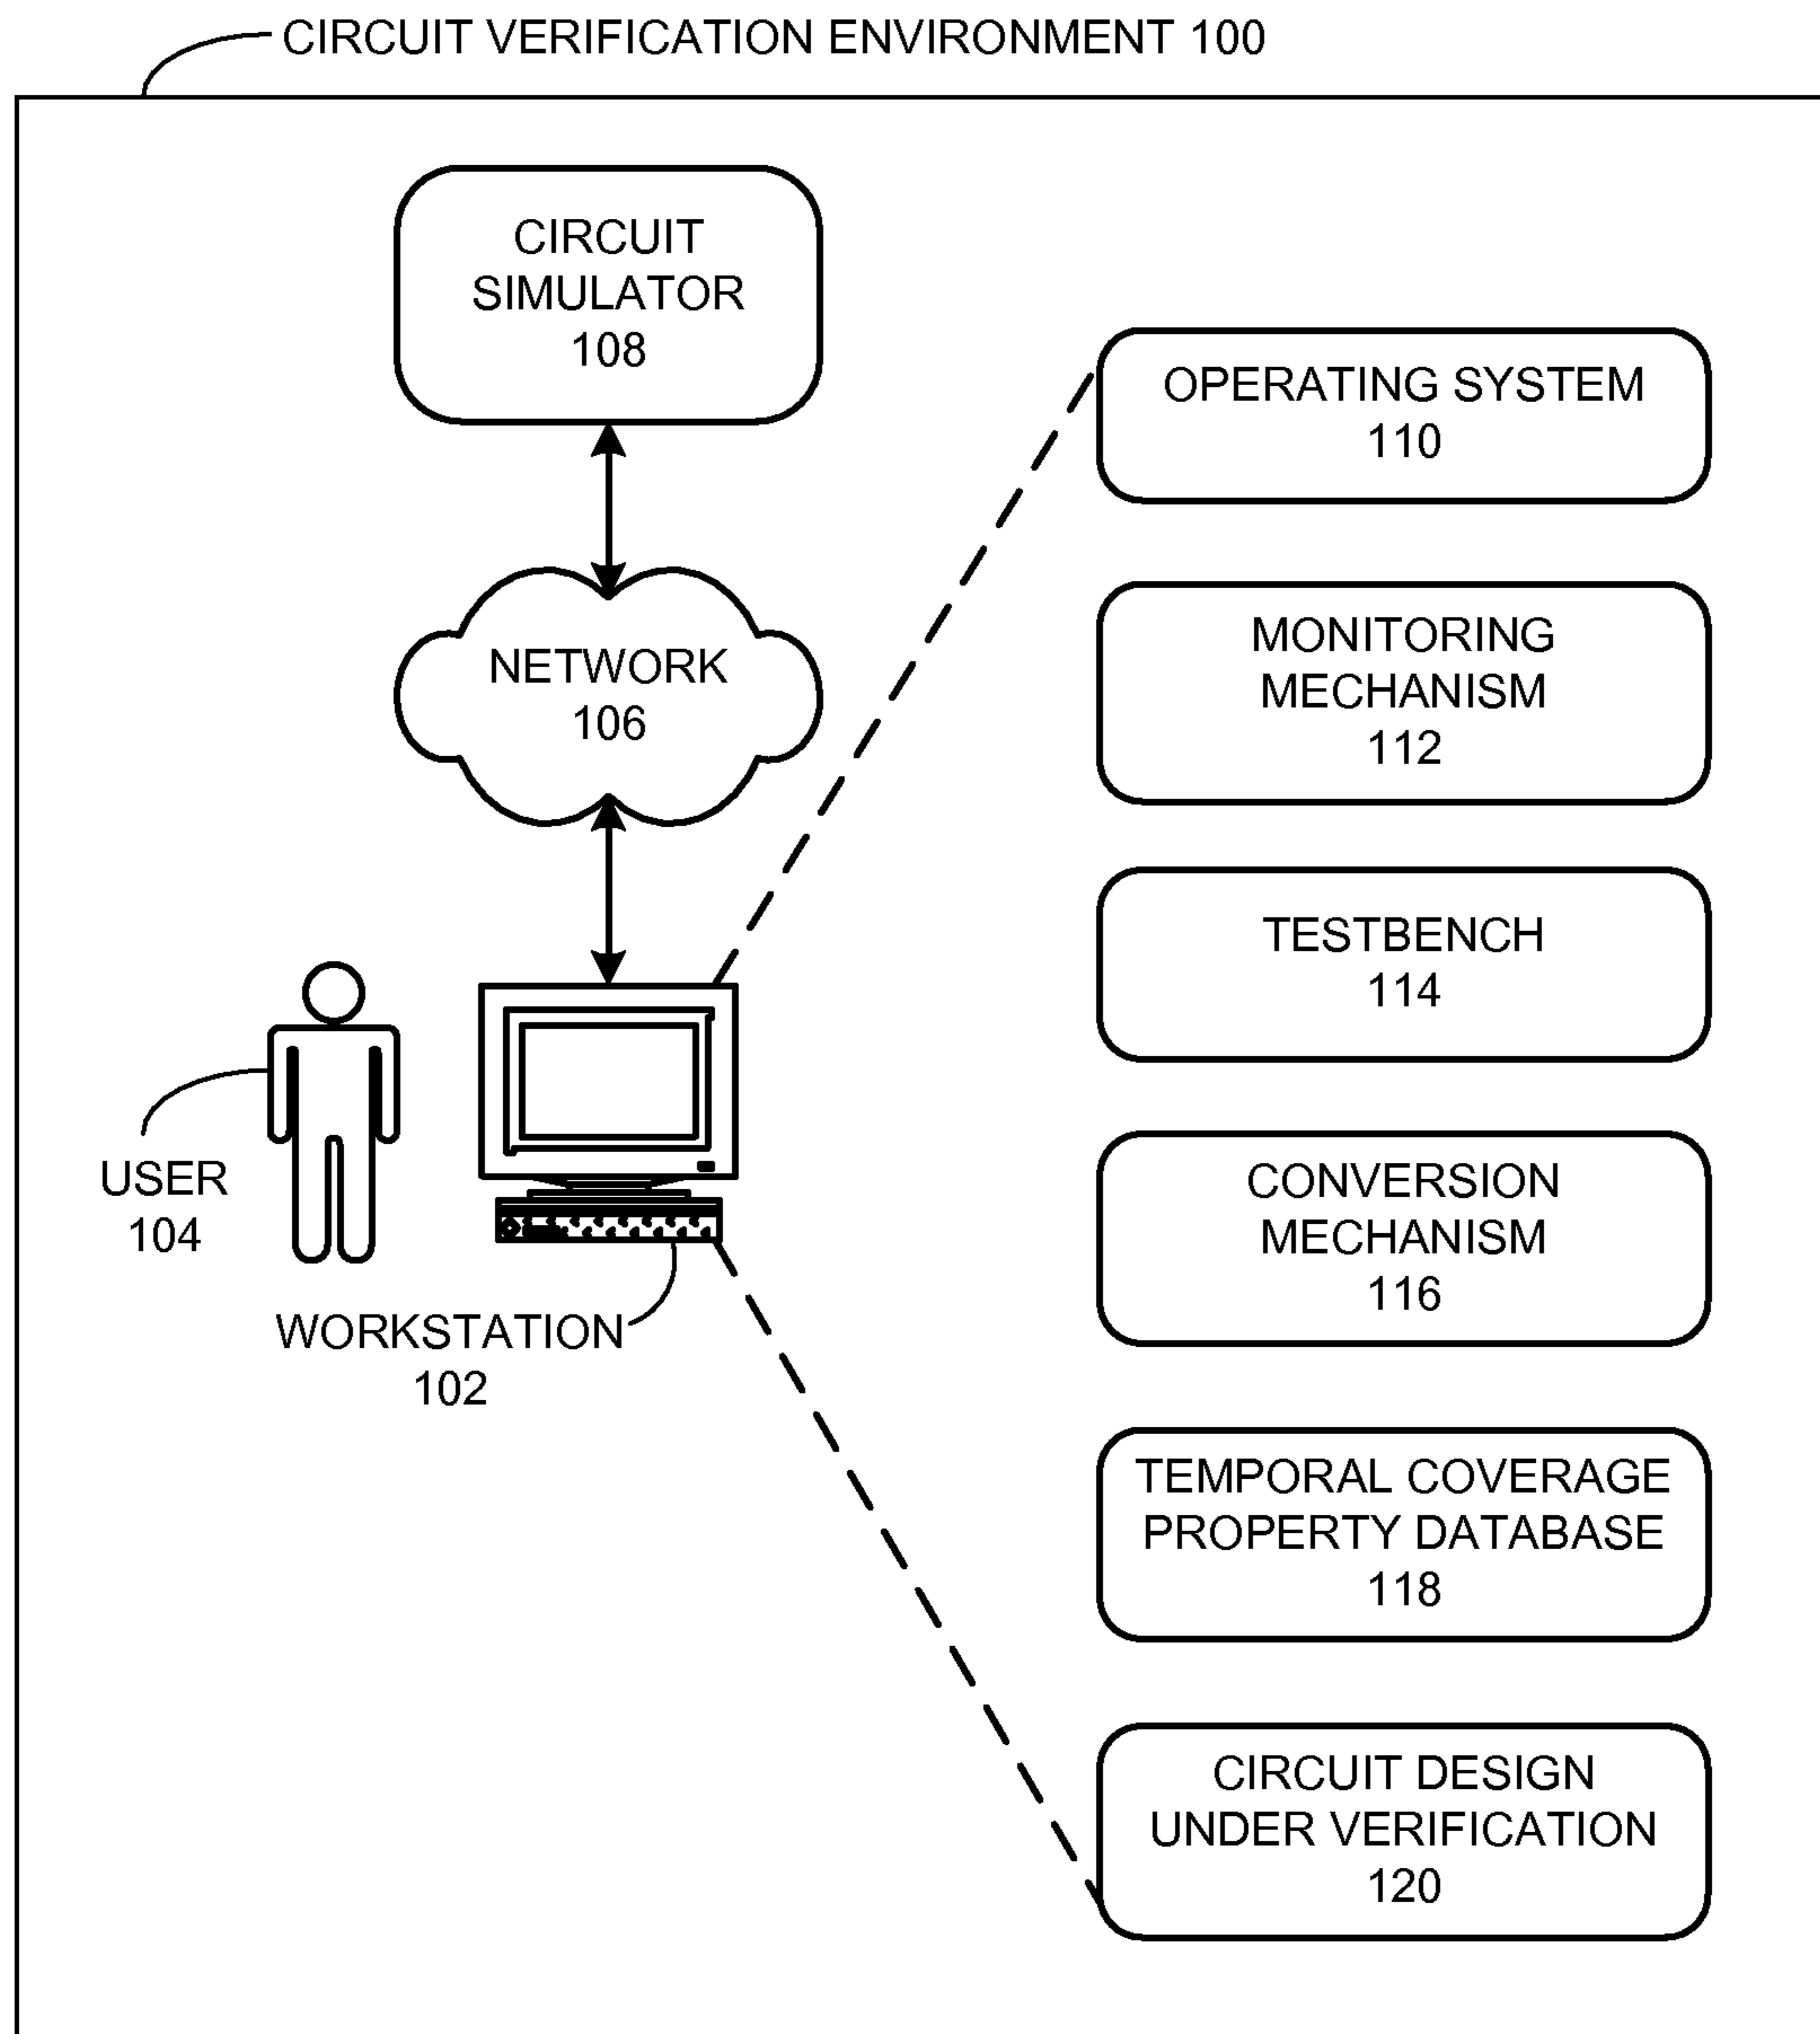 CIRCUIT VERIFICATION ENVIRONMENT 100
CIRCUIT
SIMULATOR
108
NETWORK
106
USER
104
WORKSTATION
102
OPERATING SYSTEM
110
MONITORING
MECHANISM
112
TESTBENCH
114
CONVERSION
MECHANISM
116
TEMPORAL COVERAGE
PROPERTY DATABASE
118
CIRCUIT DESIGN
UNDER VERIFICATION
120